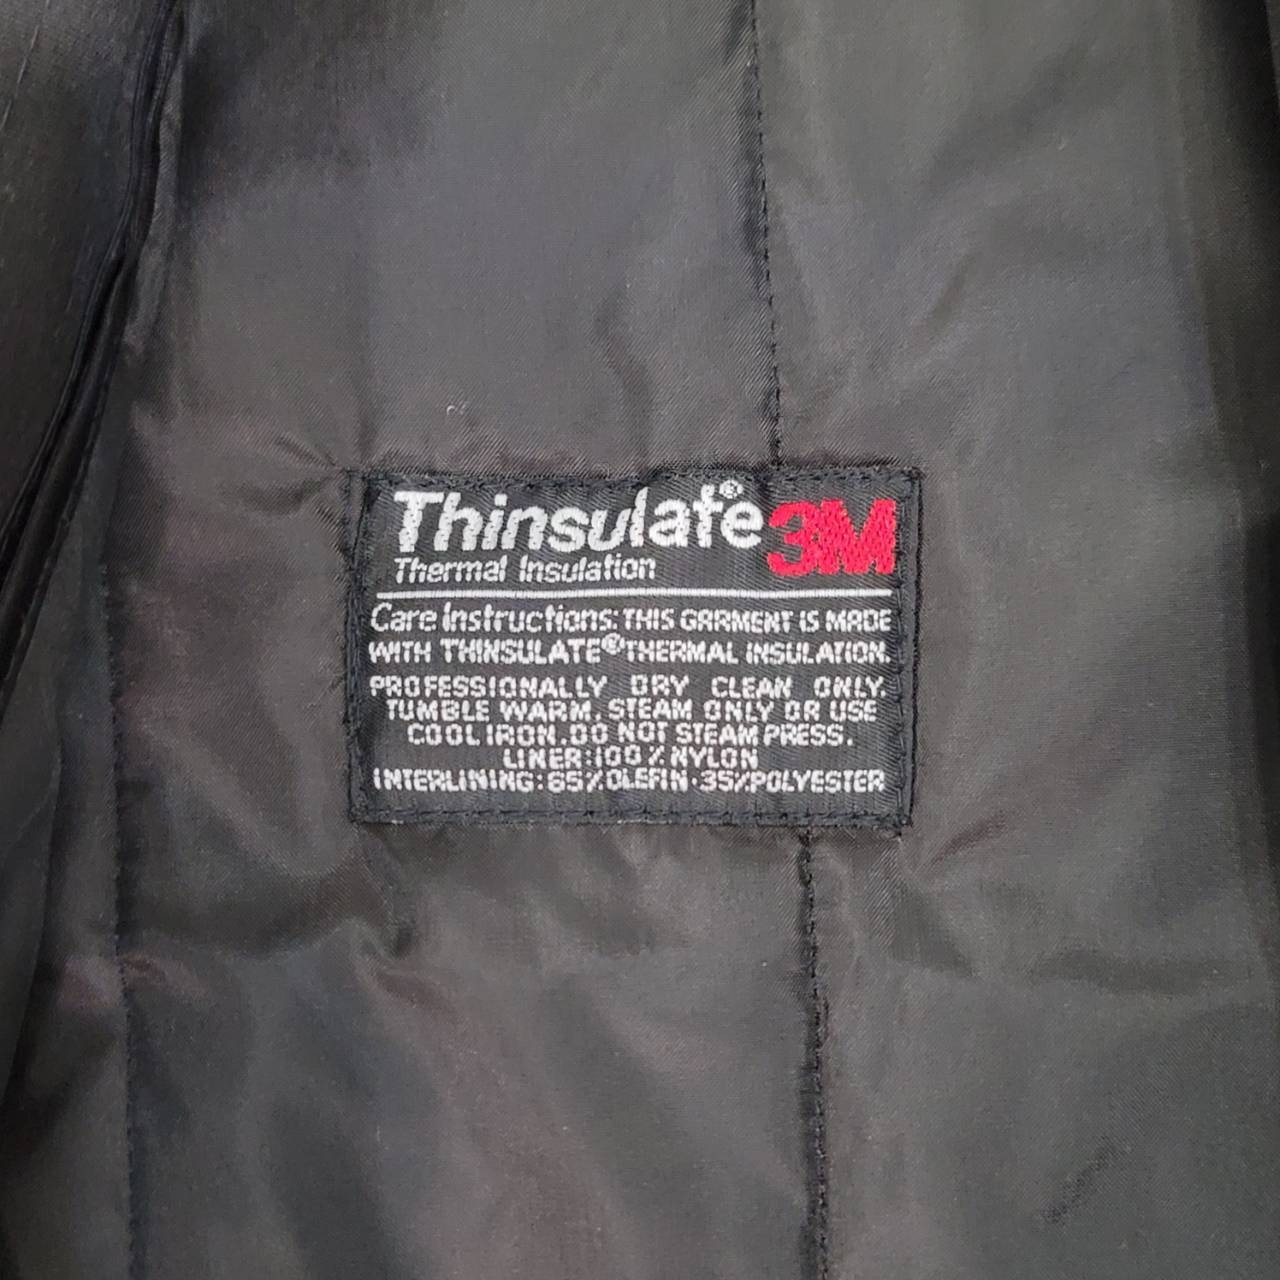 Thinsulate® 3M
Thermal Insulation
Care Instructions: THIS GARMENT IS MADE
WITH THINSULATE® THERMAL INSULATION.
PROFESSIONALLY DRY CLEAN ONLY.
TUMBLE WARM. STEAM ONLY OR USE
COOL IRON. DO NOT STEAM PRESS.
LINER: 100% NYLON
INTERLINING: 65% OLEFIN · 35% POLYESTER